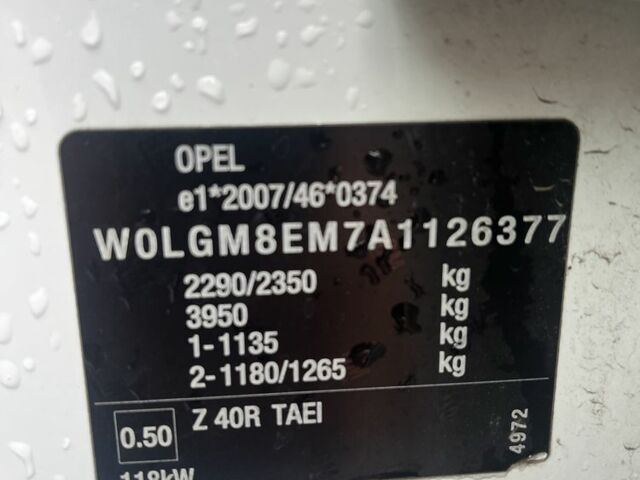 OPEL
e1*2007/46*0374
W0LGM8EM7A1126377
2290/2350 kg
3950 kg
1-1135 kg
2-1180/1265 kg
0.50 Z 40R TAEI
4972
118kW